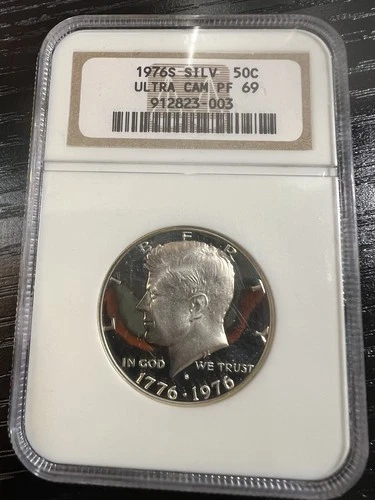 1976S SILV 50C
ULTRA CAM PF 69
912823-003
LIBERTY
IN GOD WE TRUST
1776·1976